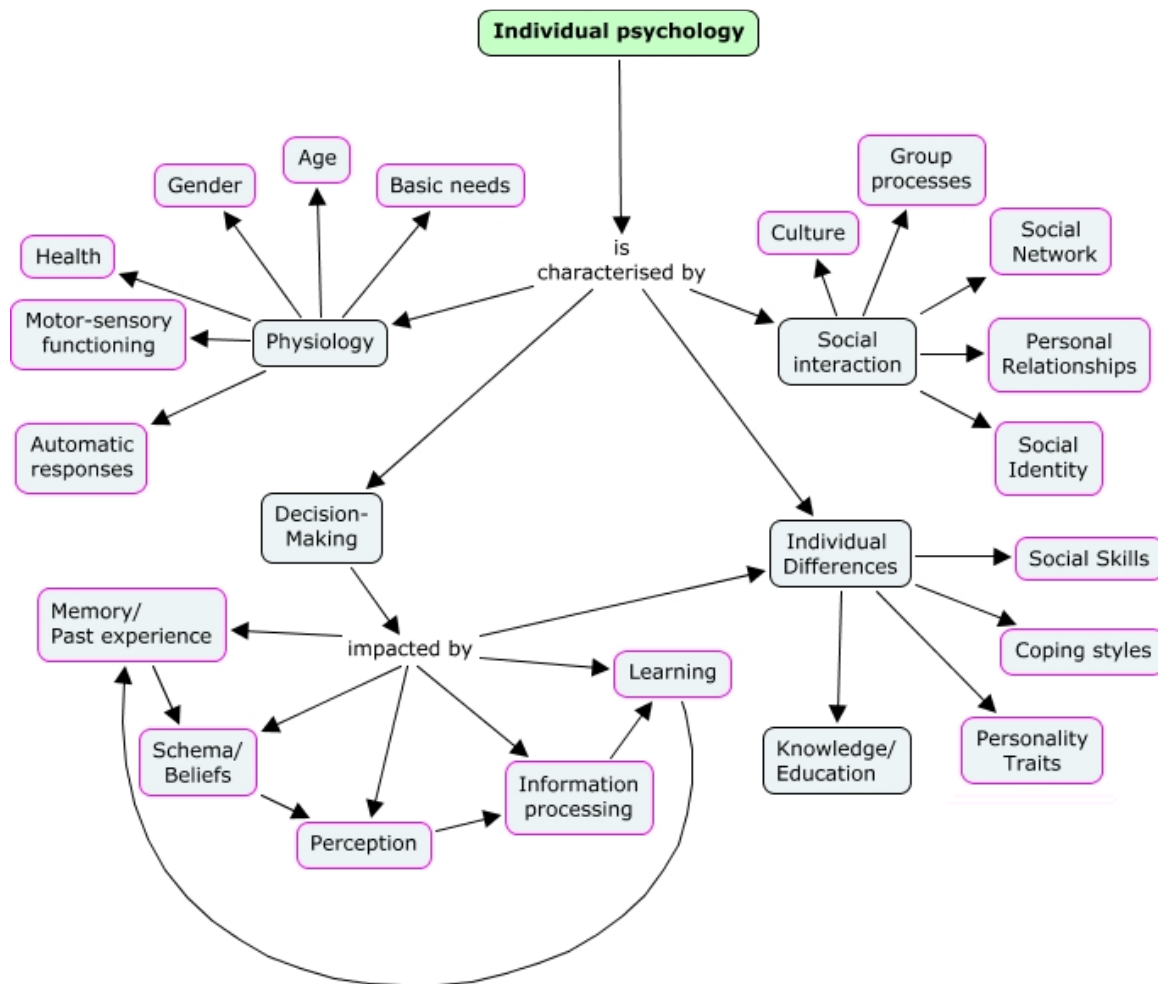 Individual psychology
Age
Gender
Basic needs
Health
Motor-sensory
functioning
Physiology
Automatic
responses
is
characterised by
Group
processes
Culture
Social
Network
Social
interaction
Personal
Relationships
Social
Identity
Decision-
Making
Individual
Differences
Social Skills
Coping styles
Personality
Traits
Knowledge/
Education
impacted by
Memory/
Past experience
Learning
Schema/
Beliefs
Information
processing
Perception